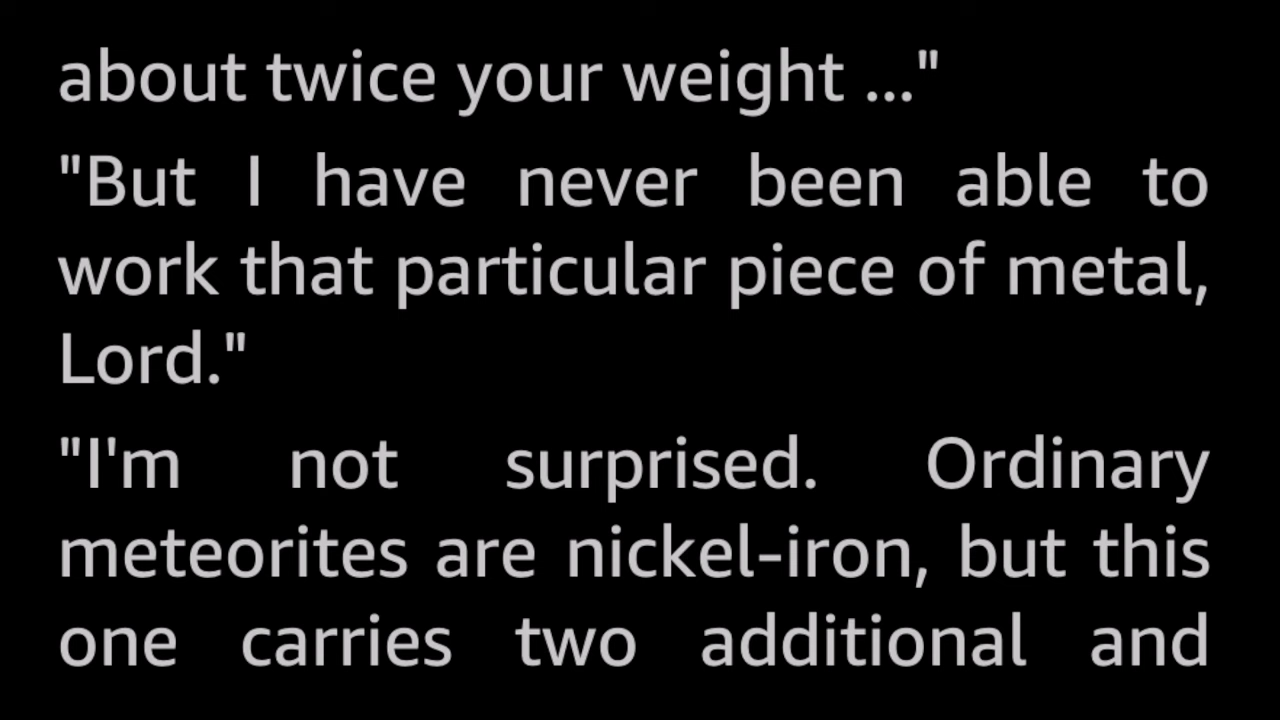 about twice your weight ..."
"But I have never been able to
work that particular piece of metal,
Lord."
"I'm not surprised. Ordinary
meteorites are nickel-iron, but this
one carries two additional and